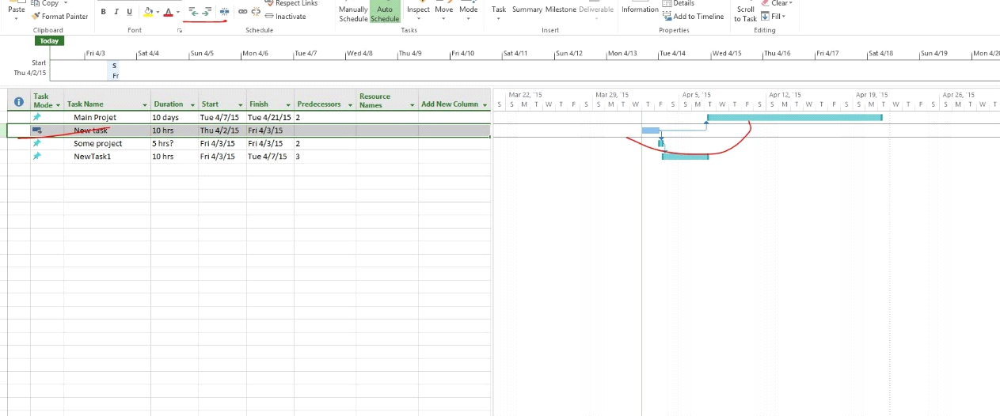 Paste
Copy
Format Painter
B I U A
Respect Links
Inactivate
Manually Schedule
Auto Schedule
Inspect Move Mode
Task Summary Milestone Deliverable
Information
Details
Add to Timeline
Scroll to Task
Clear
Fill
Clipboard Font Schedule Tasks Insert Properties Editing
Today
Fri 4/3 Sat 4/4 Sun 4/5 Mon 4/6 Tue 4/7 Wed 4/8 Thu 4/9 Fri 4/10 Sat 4/11 Sun 4/12 Mon 4/13 Tue 4/14 Wed 4/15 Thu 4/16 Fri 4/17 Sat 4/18 Sun 4/19 Mon 4/20
Start
Thu 4/2/15
S
Fr
Task Mode Task Name Duration Start Finish Predecessors Resource Names Add New Column
Mar 22, '15 Mar 29, '15 Apr 5, '15 Apr 12, '15 Apr 19, '15 Apr 26, '15
S S M T W T F S S M T W T F S S M T W T F S S M T W T F S S M T W T F S S M T W T
Main Projet 10 days Tue 4/7/15 Tue 4/21/15 2
New task 10 hrs Thu 4/2/15 Fri 4/3/15
Some project 5 hrs? Fri 4/3/15 Fri 4/3/15 2
NewTask1 10 hrs Fri 4/3/15 Tue 4/7/15 3